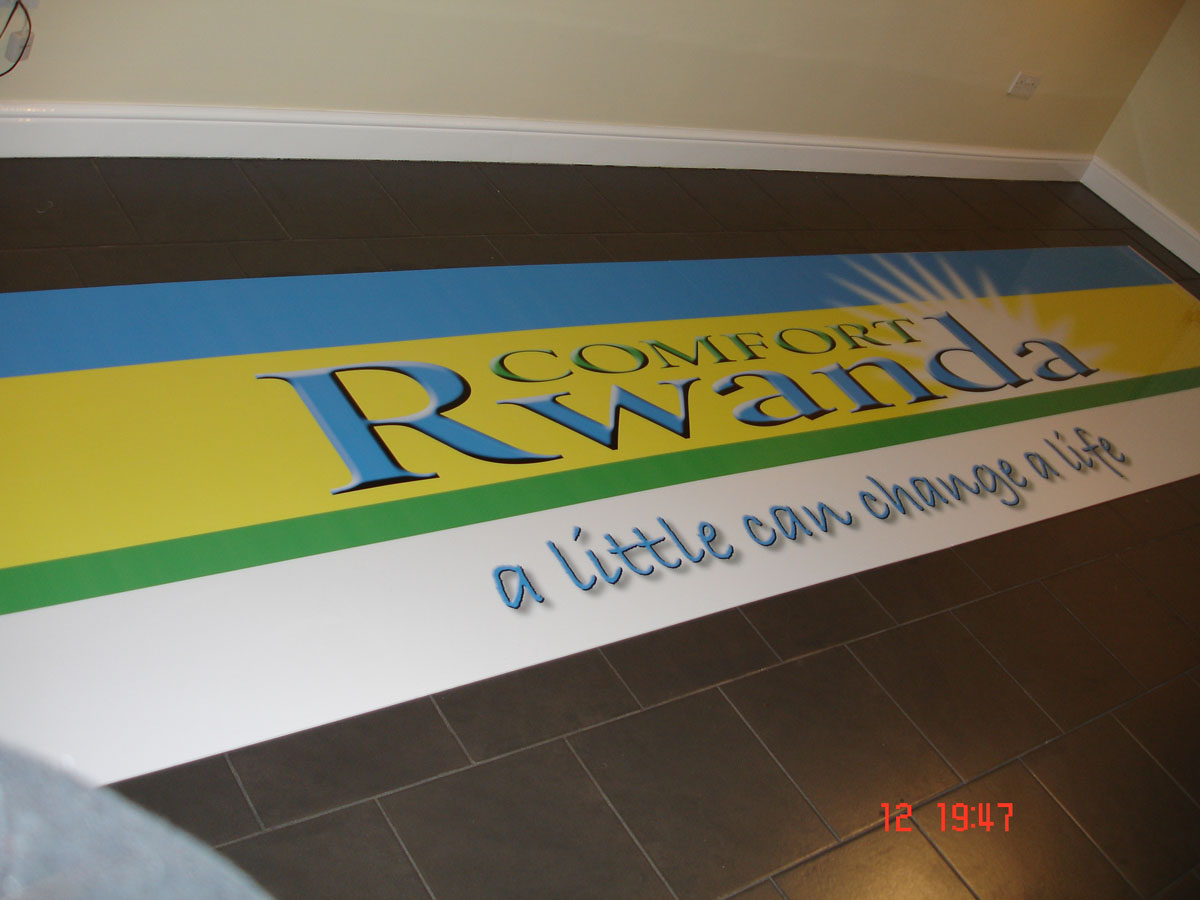 COMFORT
Rwanda
a little can change a life
12 19:47